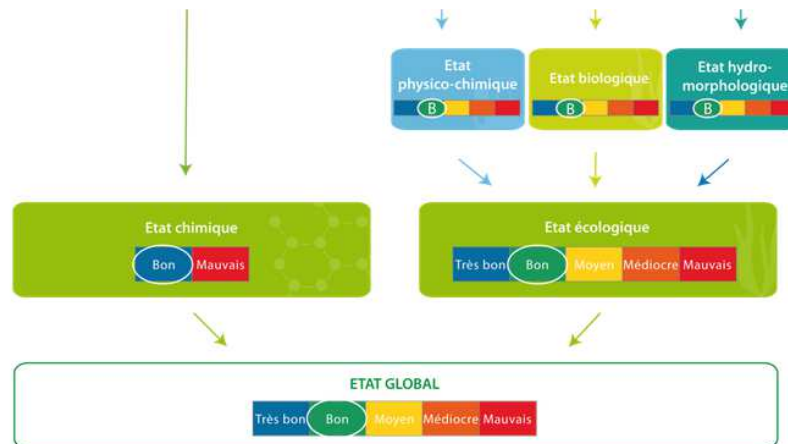 Etat
physico-chimique
B
Etat biologique
B
Etat hydro-
morphologique
B
Etat chimique
Bon Mauvais
Etat écologique
Très bon Bon Moyen Médiocre Mauvais
ETAT GLOBAL
Très bon Bon Moyen Médiocre Mauvais